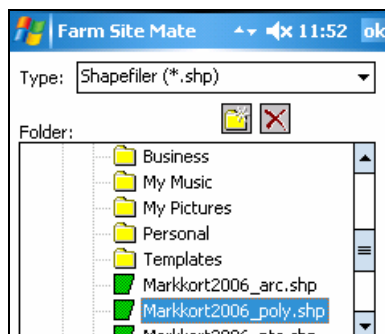 Farm Site Mate 11:52 ok
Type: Shapefiler (*.shp)
Folder:
Business
My Music
My Pictures
Personal
Templates
Markkort2006_arc.shp
Markkort2006_poly.shp